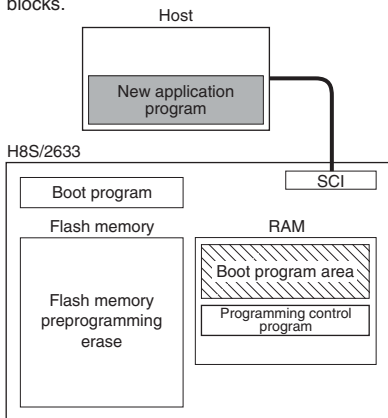 blocks.
Host
New application
program
H8S/2633
SCI
Boot program
Flash memory
RAM
Flash memory
preprogramming
erase
Boot program area
Programming control
program